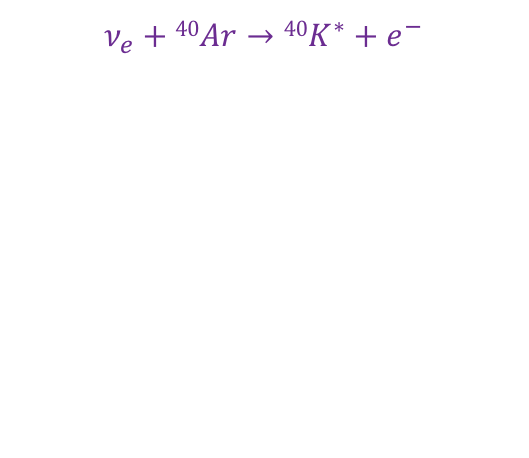 νₑ + ⁴⁰Ar → ⁴⁰K* + e⁻